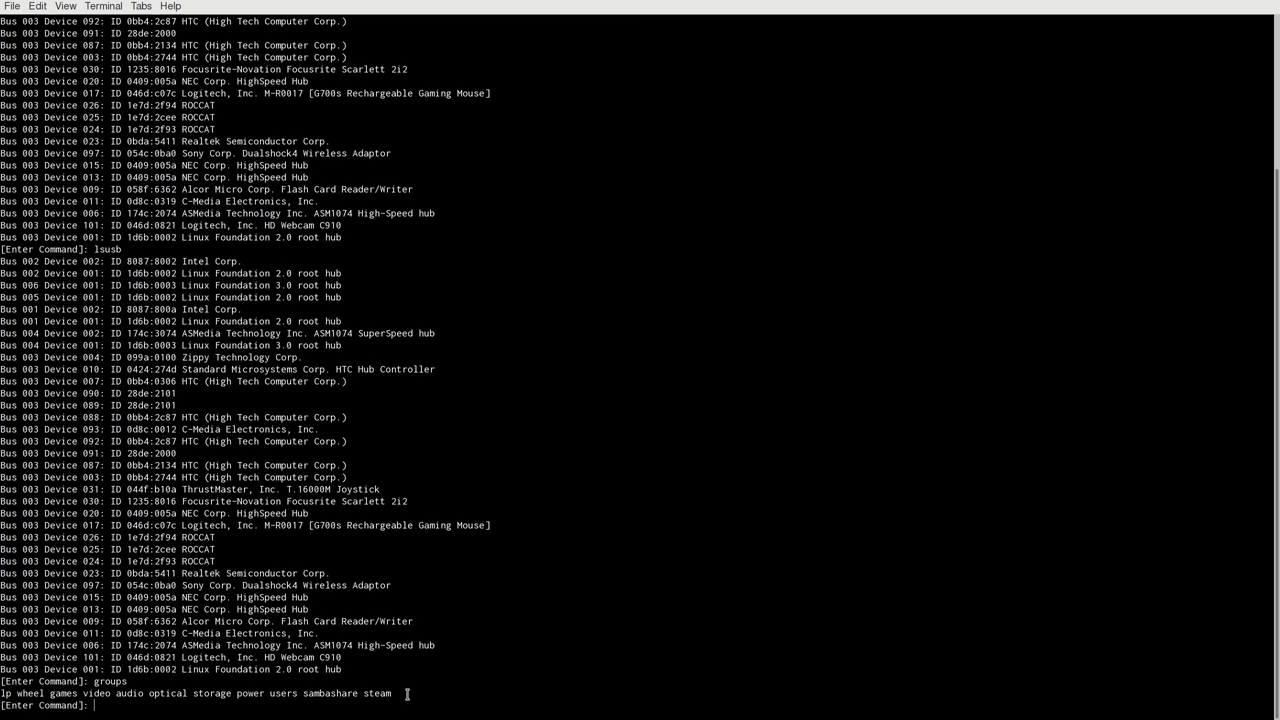 File Edit View Terminal Tabs Help
Bus 003 Device 092: ID 0bb4:2c87 HTC (High Tech Computer Corp.)
Bus 003 Device 091: ID 28de:2000
Bus 003 Device 087: ID 0bb4:2134 HTC (High Tech Computer Corp.)
Bus 003 Device 003: ID 0bb4:2744 HTC (High Tech Computer Corp.)
Bus 003 Device 030: ID 1235:8016 Focusrite-Novation Focusrite Scarlett 2i2
Bus 003 Device 020: ID 0409:005a NEC Corp. HighSpeed Hub
Bus 003 Device 017: ID 046d:c07c Logitech, Inc. M-R0017 [G700s Rechargeable Gaming Mouse]
Bus 003 Device 026: ID 1e7d:2f94 ROCCAT
Bus 003 Device 025: ID 1e7d:2cee ROCCAT
Bus 003 Device 024: ID 1e7d:2f93 ROCCAT
Bus 003 Device 023: ID 0bda:5411 Realtek Semiconductor Corp.
Bus 003 Device 097: ID 054c:0ba0 Sony Corp. Dualshock4 Wireless Adaptor
Bus 003 Device 015: ID 0409:005a NEC Corp. HighSpeed Hub
Bus 003 Device 013: ID 0409:005a NEC Corp. HighSpeed Hub
Bus 003 Device 009: ID 058f:6362 Alcor Micro Corp. Flash Card Reader/Writer
Bus 003 Device 011: ID 0d8c:0319 C-Media Electronics, Inc.
Bus 003 Device 006: ID 174c:2074 ASMedia Technology Inc. ASM1074 High-Speed hub
Bus 003 Device 101: ID 046d:0821 Logitech, Inc. HD Webcam C910
Bus 003 Device 001: ID 1d6b:0002 Linux Foundation 2.0 root hub
[Enter Command]: lsusb
Bus 002 Device 002: ID 8087:8002 Intel Corp.
Bus 002 Device 001: ID 1d6b:0002 Linux Foundation 2.0 root hub
Bus 006 Device 001: ID 1d6b:0003 Linux Foundation 3.0 root hub
Bus 005 Device 001: ID 1d6b:0002 Linux Foundation 2.0 root hub
Bus 001 Device 002: ID 8087:800a Intel Corp.
Bus 001 Device 001: ID 1d6b:0002 Linux Foundation 2.0 root hub
Bus 004 Device 002: ID 174c:3074 ASMedia Technology Inc. ASM1074 SuperSpeed hub
Bus 004 Device 001: ID 1d6b:0003 Linux Foundation 3.0 root hub
Bus 003 Device 004: ID 099a:0100 Zippy Technology Corp.
Bus 003 Device 010: ID 0424:274d Standard Microsystems Corp. HTC Hub Controller
Bus 003 Device 007: ID 0bb4:0306 HTC (High Tech Computer Corp.)
Bus 003 Device 090: ID 28de:2101
Bus 003 Device 089: ID 28de:2101
Bus 003 Device 088: ID 0bb4:2c87 HTC (High Tech Computer Corp.)
Bus 003 Device 093: ID 0d8c:0012 C-Media Electronics, Inc.
Bus 003 Device 092: ID 0bb4:2c87 HTC (High Tech Computer Corp.)
Bus 003 Device 091: ID 28de:2000
Bus 003 Device 087: ID 0bb4:2134 HTC (High Tech Computer Corp.)
Bus 003 Device 003: ID 0bb4:2744 HTC (High Tech Computer Corp.)
Bus 003 Device 031: ID 044f:b10a ThrustMaster, Inc. T.16000M Joystick
Bus 003 Device 030: ID 1235:8016 Focusrite-Novation Focusrite Scarlett 2i2
Bus 003 Device 020: ID 0409:005a NEC Corp. HighSpeed Hub
Bus 003 Device 017: ID 046d:c07c Logitech, Inc. M-R0017 [G700s Rechargeable Gaming Mouse]
Bus 003 Device 026: ID 1e7d:2f94 ROCCAT
Bus 003 Device 025: ID 1e7d:2cee ROCCAT
Bus 003 Device 024: ID 1e7d:2f93 ROCCAT
Bus 003 Device 023: ID 0bda:5411 Realtek Semiconductor Corp.
Bus 003 Device 097: ID 054c:0ba0 Sony Corp. Dualshock4 Wireless Adaptor
Bus 003 Device 015: ID 0409:005a NEC Corp. HighSpeed Hub
Bus 003 Device 013: ID 0409:005a NEC Corp. HighSpeed Hub
Bus 003 Device 009: ID 058f:6362 Alcor Micro Corp. Flash Card Reader/Writer
Bus 003 Device 011: ID 0d8c:0319 C-Media Electronics, Inc.
Bus 003 Device 006: ID 174c:2074 ASMedia Technology Inc. ASM1074 High-Speed hub
Bus 003 Device 101: ID 046d:0821 Logitech, Inc. HD Webcam C910
Bus 003 Device 001: ID 1d6b:0002 Linux Foundation 2.0 root hub
[Enter Command]: groups
lp wheel games video audio optical storage power users sambashare steam
[Enter Command]: